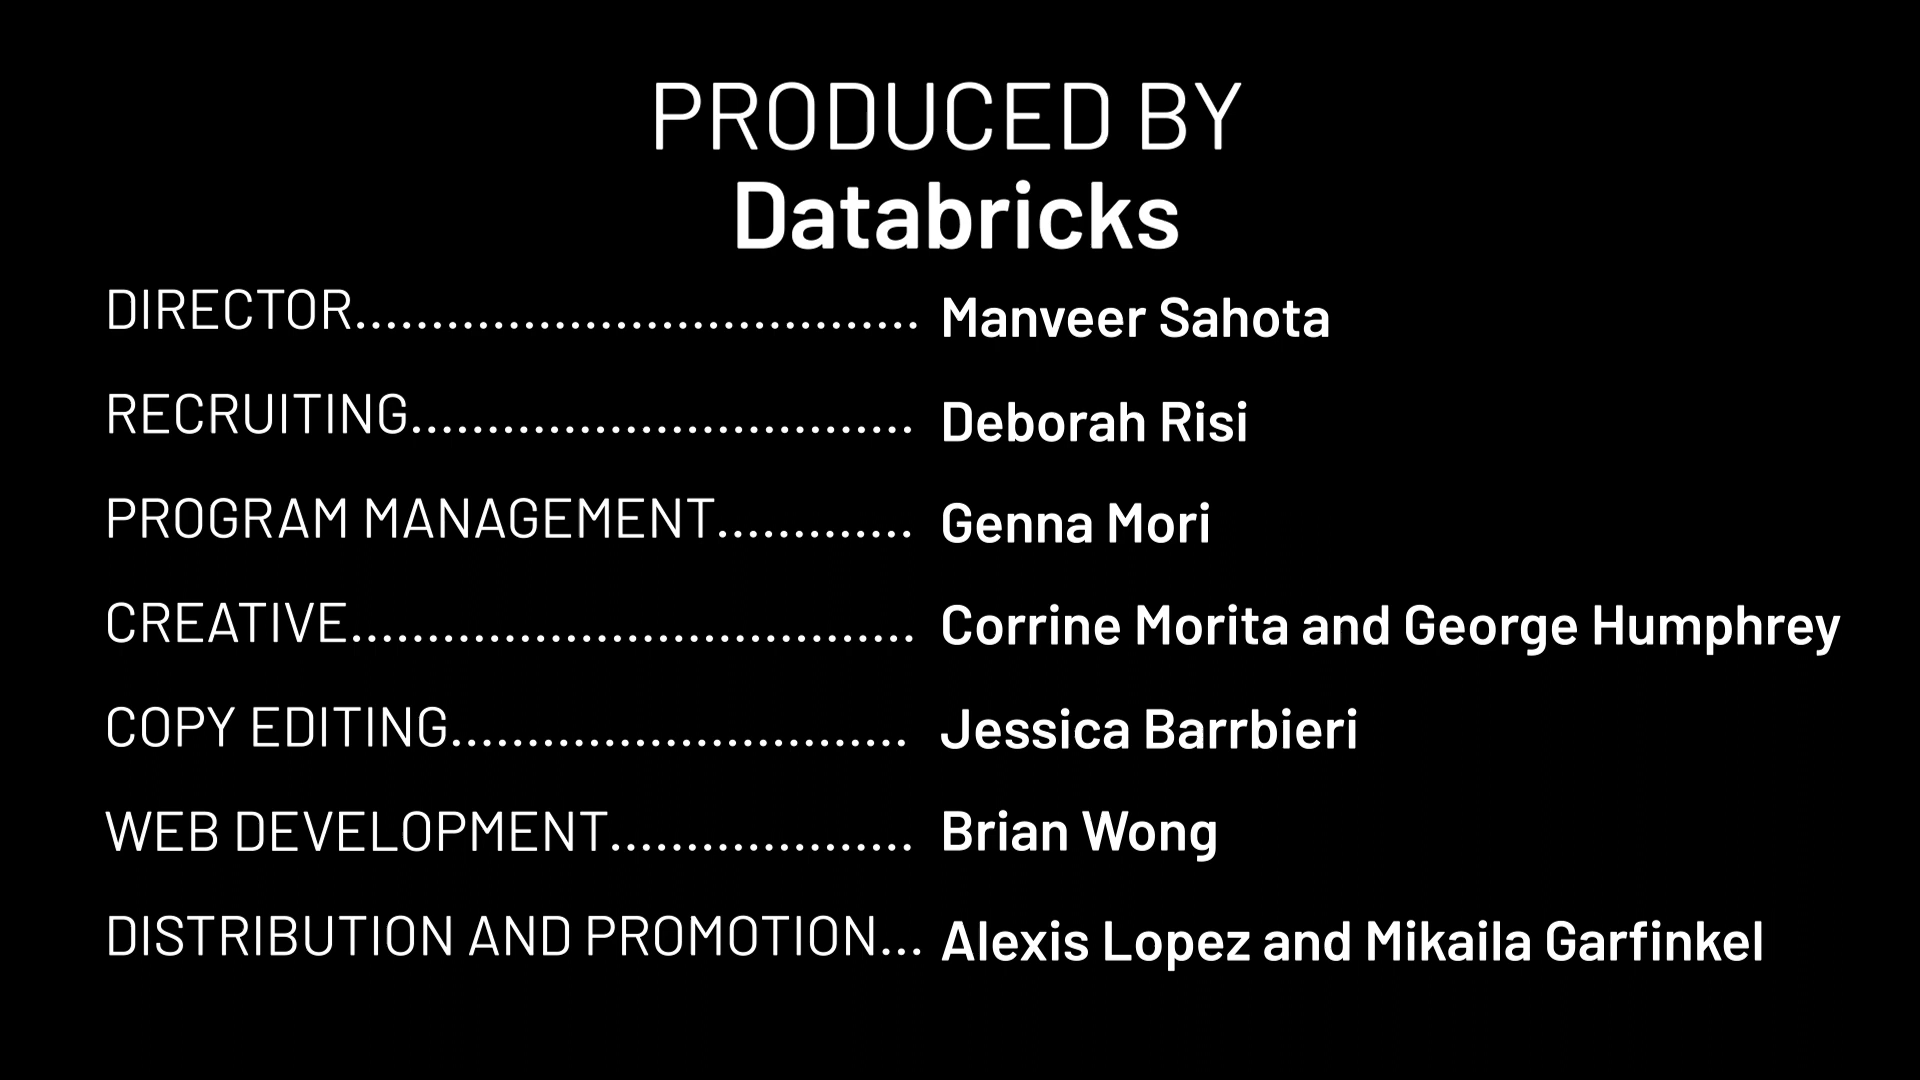 PRODUCED BY
Databricks
DIRECTOR..................................... Manveer Sahota
RECRUITING................................. Deborah Risi
PROGRAM MANAGEMENT............. Genna Mori
CREATIVE..................................... Corrine Morita and George Humphrey
COPY EDITING.............................. Jessica Barrbieri
WEB DEVELOPMENT.................... Brian Wong
DISTRIBUTION AND PROMOTION... Alexis Lopez and Mikaila Garfinkel